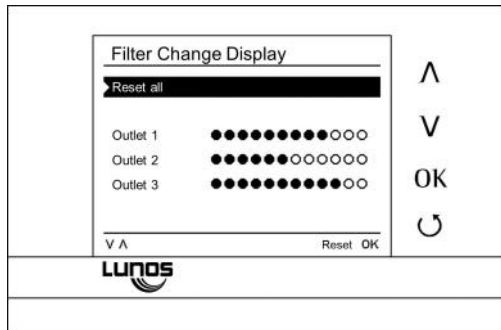 Filter Change Display
Reset all
Outlet 1
Outlet 2
Outlet 3
V Λ Reset OK
Λ
V
OK
LUNOS